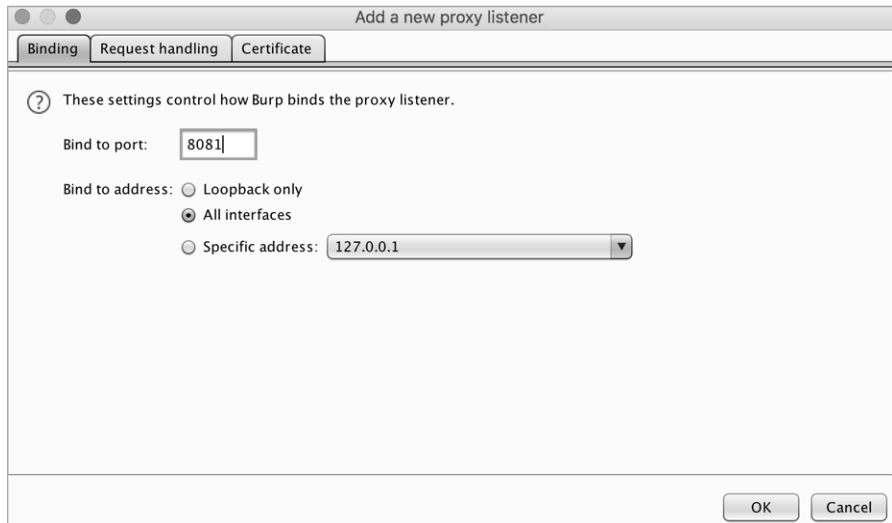 Add a new proxy listener
Binding Request handling Certificate
? These settings control how Burp binds the proxy listener.
Bind to port: 8081
Bind to address: Loopback only
All interfaces
Specific address: 127.0.0.1
OK Cancel